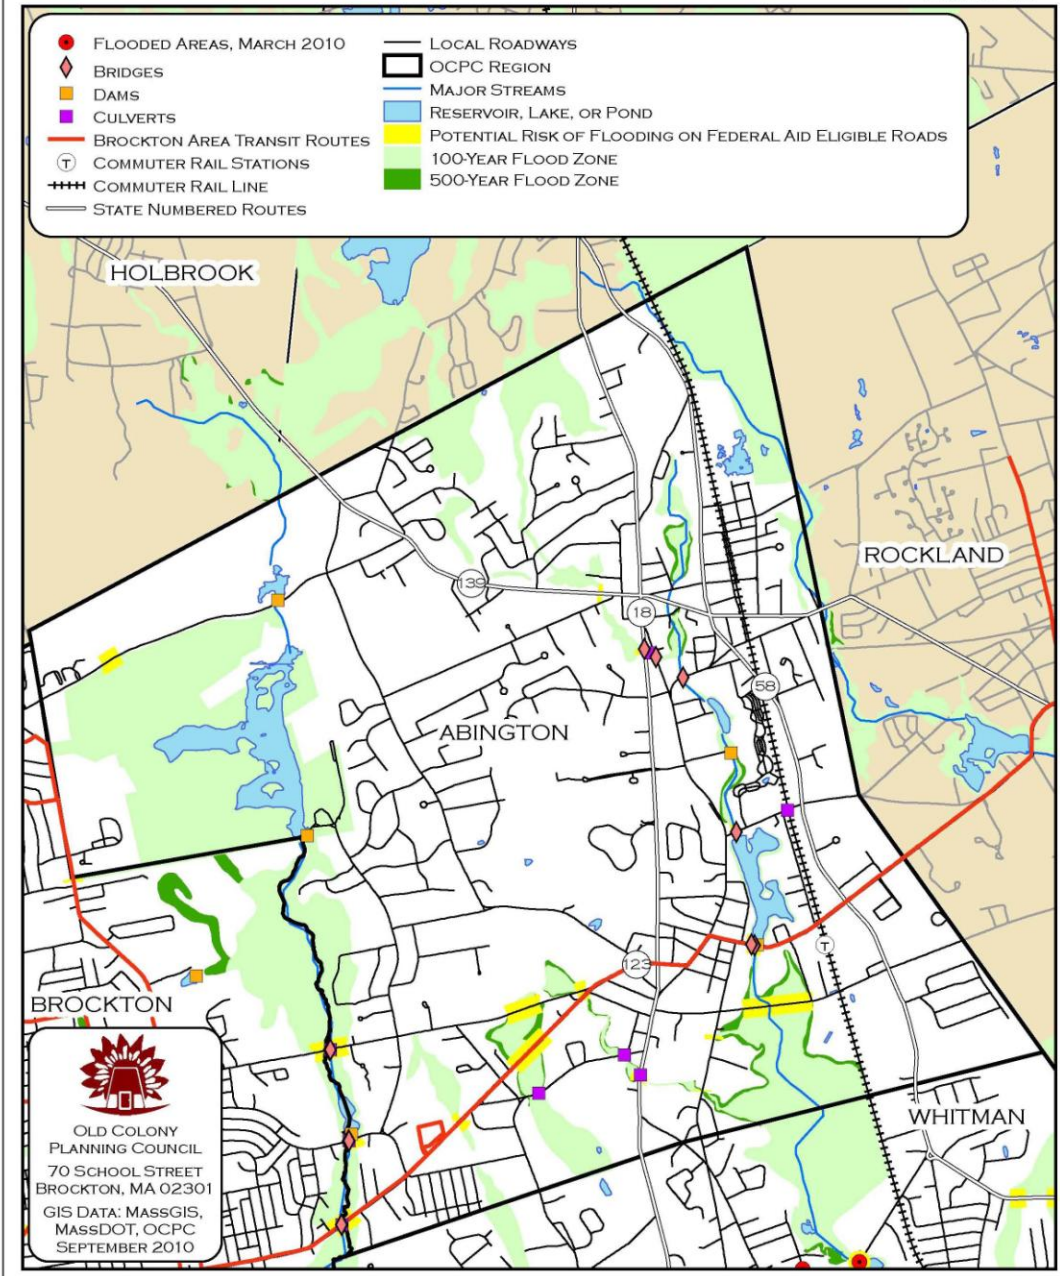 FLOODED AREAS, MARCH 2010
BRIDGES
DAMS
CULVERTS
BROCKTON AREA TRANSIT ROUTES
T COMMUTER RAIL STATIONS
COMMUTER RAIL LINE
STATE NUMBERED ROUTES
LOCAL ROADWAYS
OCPC REGION
MAJOR STREAMS
RESERVOIR, LAKE, OR POND
POTENTIAL RISK OF FLOODING ON FEDERAL AID ELIGIBLE ROADS
100-YEAR FLOOD ZONE
500-YEAR FLOOD ZONE
HOLBROOK
ROCKLAND
139
18
58
ABINGTON
T
123
BROCKTON
WHITMAN
OLD COLONY
PLANNING COUNCIL
70 SCHOOL STREET
BROCKTON, MA 02301
GIS DATA: MASSGIS,
MASSDOT, OCPC
SEPTEMBER 2010